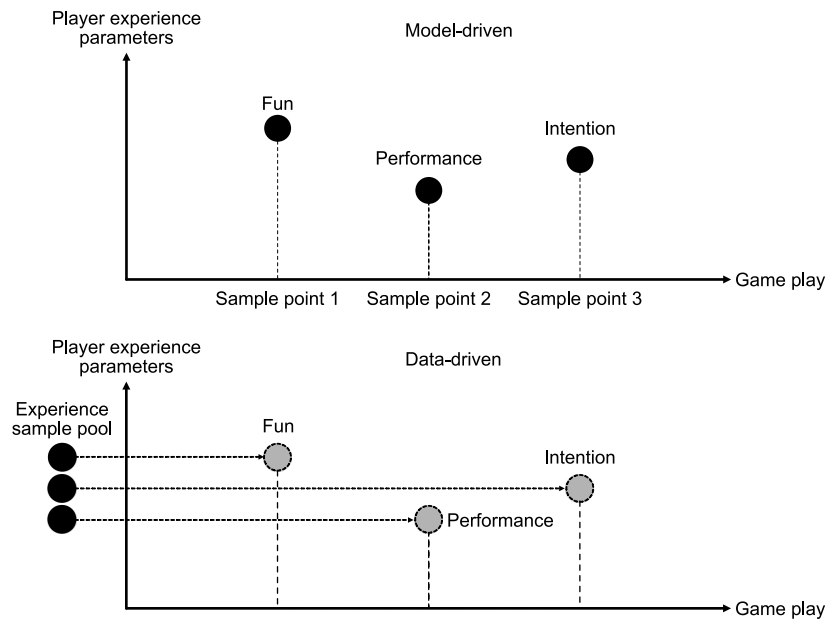 Player experience
parameters
Model-driven
Fun
Performance
Intention
Game play
Sample point 1
Sample point 2
Sample point 3
Player experience
parameters
Data-driven
Experience
sample pool
Fun
Intention
Performance
Game play